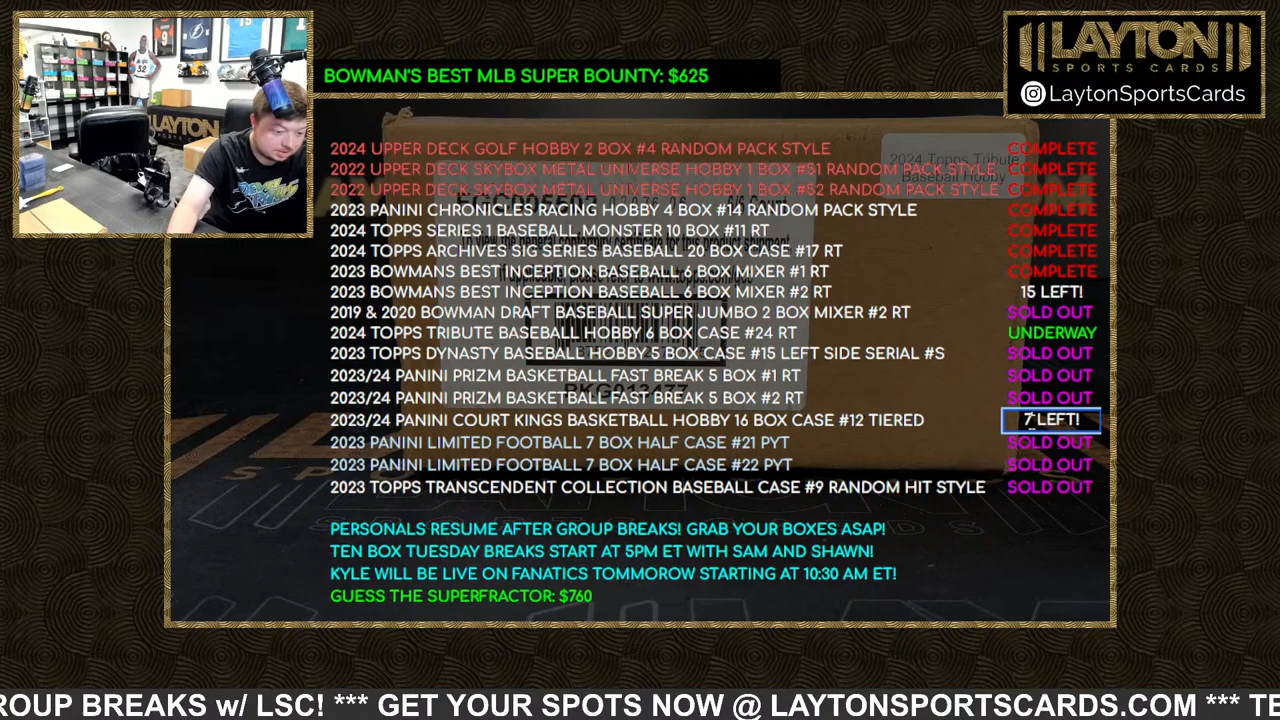 LAYTON
SPORTS CARDS
LaytonSportsCards
BOWMAN'S BEST MLB SUPER BOUNTY: $625
2024 UPPER DECK GOLF HOBBY 2 BOX #4 RANDOM PACK STYLE COMPLETE
2022 UPPER DECK SKYBOX METAL UNIVERSE HOBBY 1 BOX #51 RANDOM PACK STYLE COMPLETE
2022 UPPER DECK SKYBOX METAL UNIVERSE HOBBY 1 BOX #52 RANDOM PACK STYLE COMPLETE
2023 PANINI CHRONICLES RACING HOBBY 4 BOX #14 RANDOM PACK STYLE COMPLETE
2024 TOPPS SERIES 1 BASEBALL MONSTER 10 BOX #11 RT COMPLETE
2024 TOPPS ARCHIVES SIG SERIES BASEBALL 20 BOX CASE #17 RT COMPLETE
2023 BOWMANS BEST INCEPTION BASEBALL 6 BOX MIXER #1 RT COMPLETE
2023 BOWMANS BEST INCEPTION BASEBALL 6 BOX MIXER #2 RT 15 LEFT!
2019 & 2020 BOWMAN DRAFT BASEBALL SUPER JUMBO 2 BOX MIXER #2 RT SOLD OUT
2024 TOPPS TRIBUTE BASEBALL HOBBY 6 BOX CASE #24 RT UNDERWAY
2023 TOPPS DYNASTY BASEBALL HOBBY 5 BOX CASE #15 LEFT SIDE SERIAL #S SOLD OUT
2023/24 PANINI PRIZM BASKETBALL FAST BREAK 5 BOX #1 RT SOLD OUT
2023/24 PANINI PRIZM BASKETBALL FAST BREAK 5 BOX #2 RT SOLD OUT
2023/24 PANINI COURT KINGS BASKETBALL HOBBY 16 BOX CASE #12 TIERED 7 LEFT!
2023 PANINI LIMITED FOOTBALL 7 BOX HALF CASE #21 PYT SOLD OUT
2023 PANINI LIMITED FOOTBALL 7 BOX HALF CASE #22 PYT SOLD OUT
2023 TOPPS TRANSCENDENT COLLECTION BASEBALL CASE #9 RANDOM HIT STYLE SOLD OUT
2024 Topps Tribute
Baseball Hobby
PERSONALS RESUME AFTER GROUP BREAKS! GRAB YOUR BOXES ASAP!
TEN BOX TUESDAY BREAKS START AT 5PM ET WITH SAM AND SHAWN!
KYLE WILL BE LIVE ON FANATICS TOMMOROW STARTING AT 10:30 AM ET!
GUESS THE SUPERFRACTOR: $760
ROUP BREAKS w/ LSC! *** GET YOUR SPOTS NOW @ LAYTONSPORTSCARDS.COM *** TE